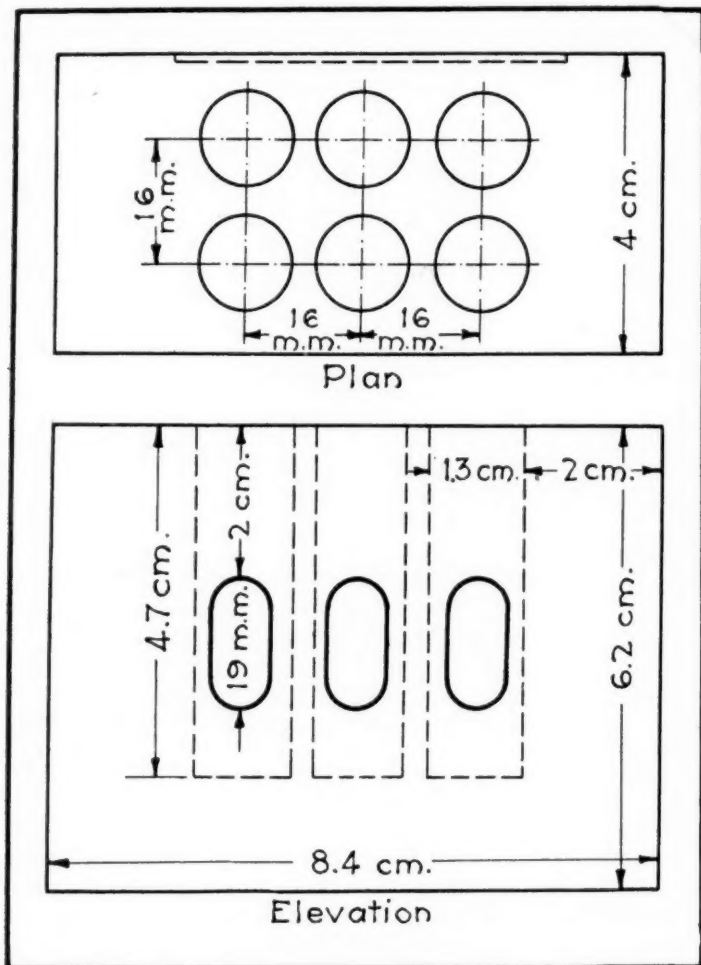 16
m.m.
4 cm.
16
m.m.
16
m.m.
Plan
2 cm.
1.3 cm.
2 cm.
4.7 cm.
19 m.m.
6.2 cm.
8.4 cm.
Elevation